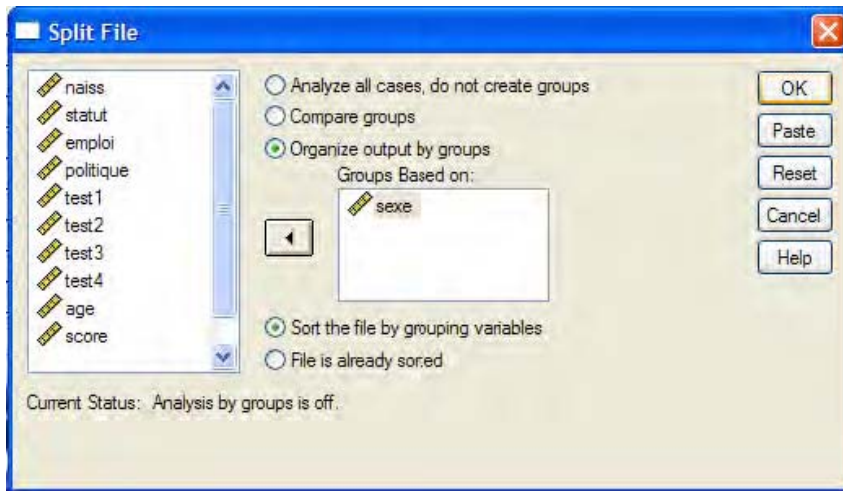 Split File
naiss
statut
emploi
politique
test1
test2
test3
test4
age
score
Analyze all cases, do not create groups
Compare groups
Organize output by groups
Groups Based on:
sexe
Sort the file by grouping variables
File is already sorted
OK
Paste
Reset
Cancel
Help
Current Status: Analysis by groups is off.